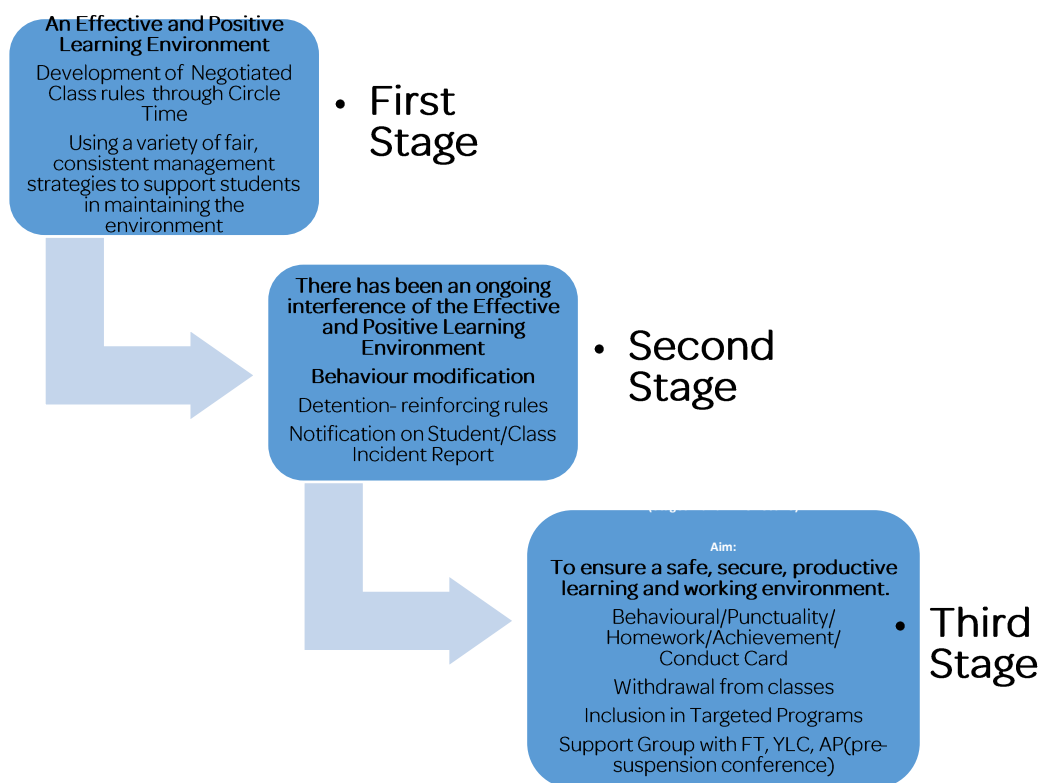 An Effective and Positive
Learning Environment
Development of Negotiated
Class rules through Circle
Time
Using a variety of fair,
consistent management
strategies to support students
in maintaining the
environment
• First
Stage
There has been an ongoing
interference of the Effective
and Positive Learning
Environment
Behaviour modification
Detention- reinforcing rules
Notification on Student/Class
Incident Report
• Second
Stage
Aim:
To ensure a safe, secure, productive
learning and working environment.
Behavioural/Punctuality/
Homework/Achievement/
Conduct Card
Withdrawal from classes
Inclusion in Targeted Programs
Support Group with FT, YLC, AP(pre-
suspension conference)
• Third
Stage